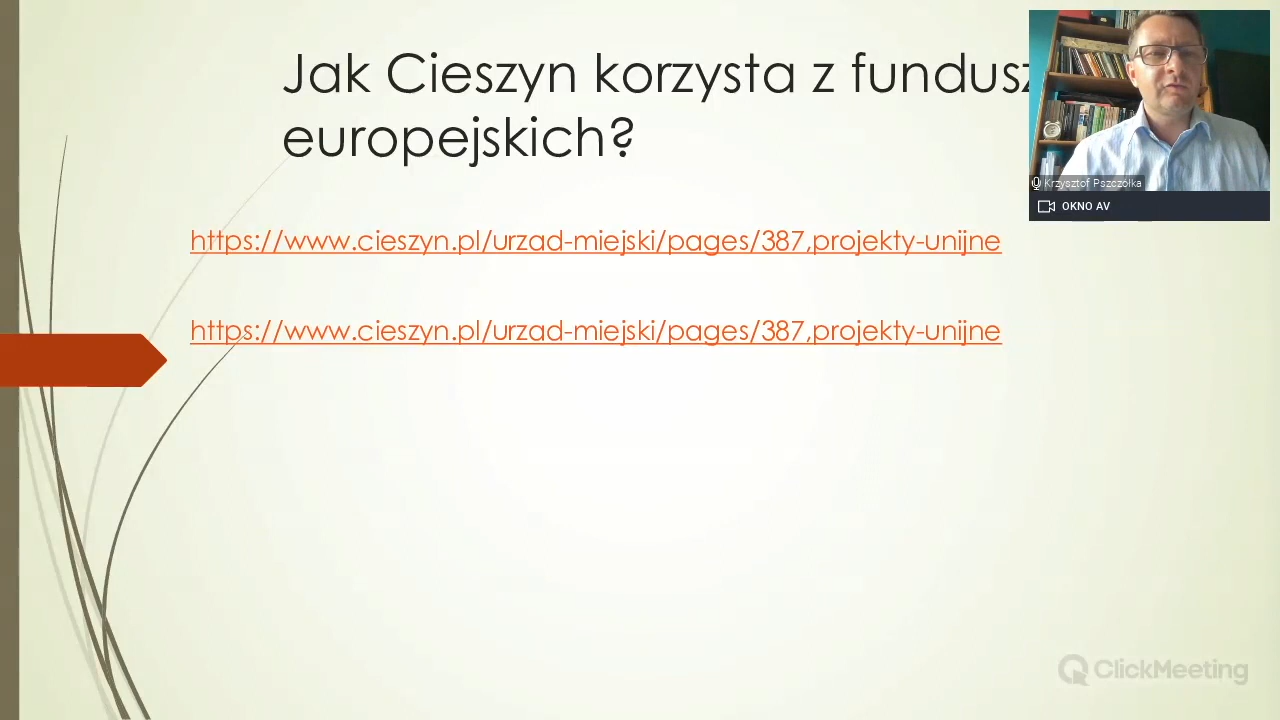 Jak Cieszyn korzysta z fundusz
europejskich?
https://www.cieszyn.pl/urzad-miejski/pages/387,projekty-unijne
https://www.cieszyn.pl/urzad-miejski/pages/387,projekty-unijne
Krzysztof Pszczółka
OKNO AV
ClickMeeting